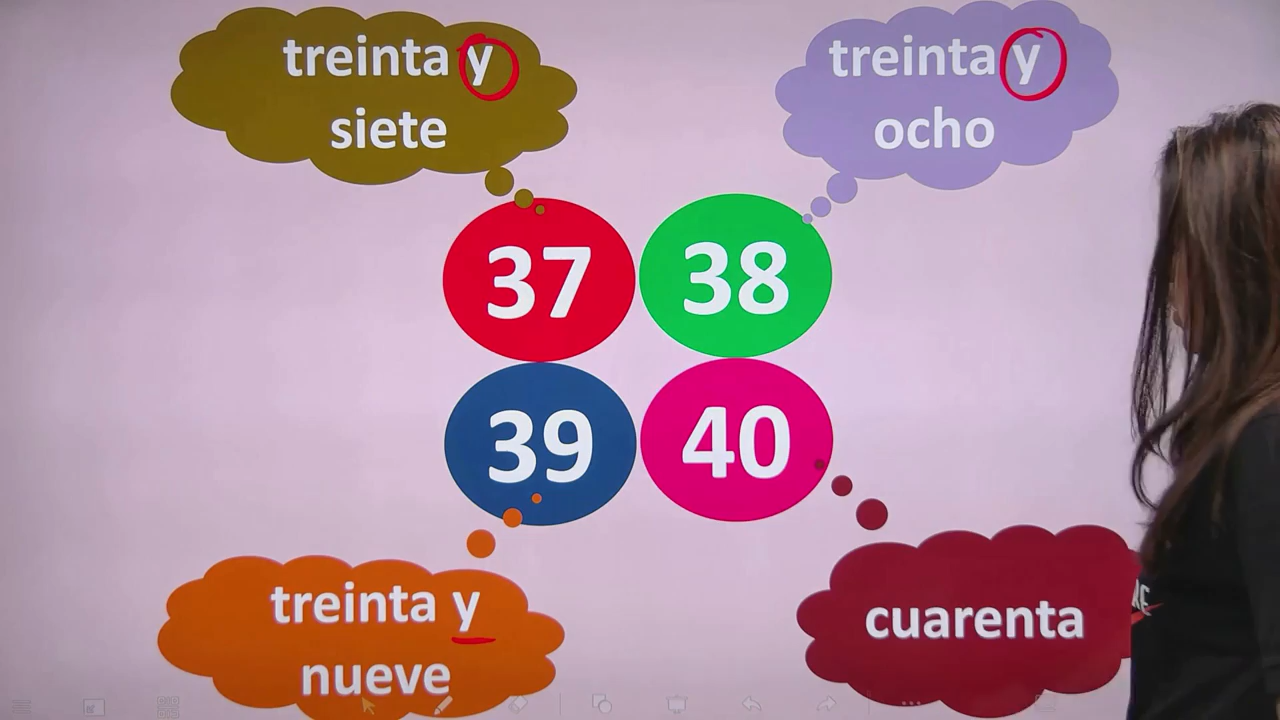 treinta y
siete
treinta y
ocho
37
38
39
40
treinta y
nueve
cuarenta